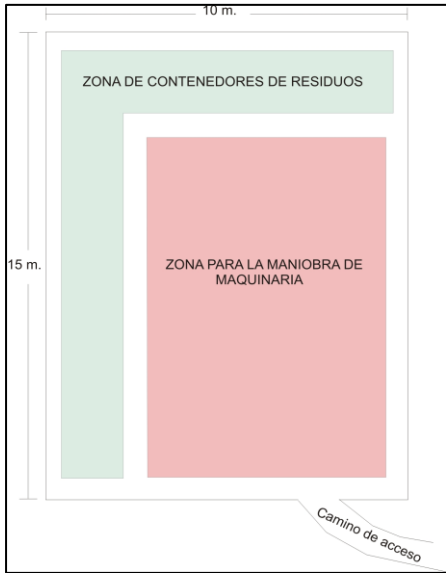 10 m.
ZONA DE CONTENEDORES DE RESIDUOS
15 m.
ZONA PARA LA MANIOBRA DE
MAQUINARIA
Camino de acceso